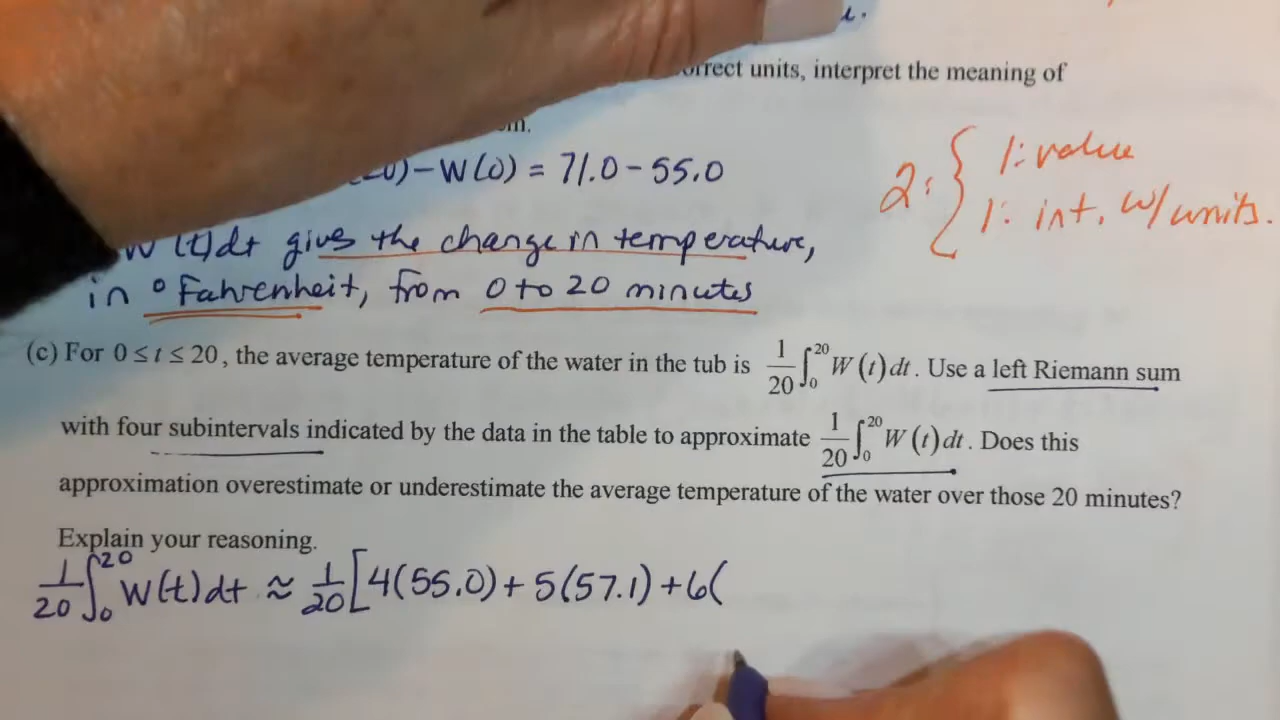 orrect units, interpret the meaning of
m.
20) - W(0) = 71.0 - 55.0
2: { 1: value
1: int. w/ units.
W (t)dt gives the change in temperature,
in ° Fahrenheit, from 0 to 20 minutes
(c) For 0 ≤ t ≤ 20, the average temperature of the water in the tub is 1/20 ∫₀²⁰ W(t) dt. Use a left Riemann sum
with four subintervals indicated by the data in the table to approximate 1/20 ∫₀²⁰ W(t) dt. Does this
approximation overestimate or underestimate the average temperature of the water over those 20 minutes?
Explain your reasoning.
1/20 ∫₀²⁰ W(t)dt ≈ 1/20 [4(55.0) + 5(57.1) + 6(